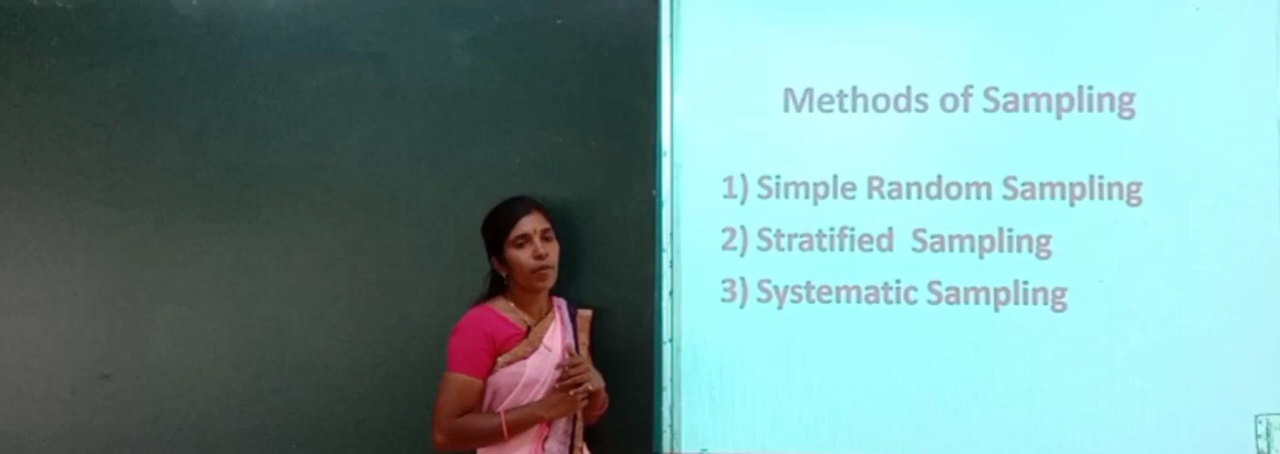 Methods of Sampling
1) Simple Random Sampling
2) Stratified Sampling
3) Systematic Sampling